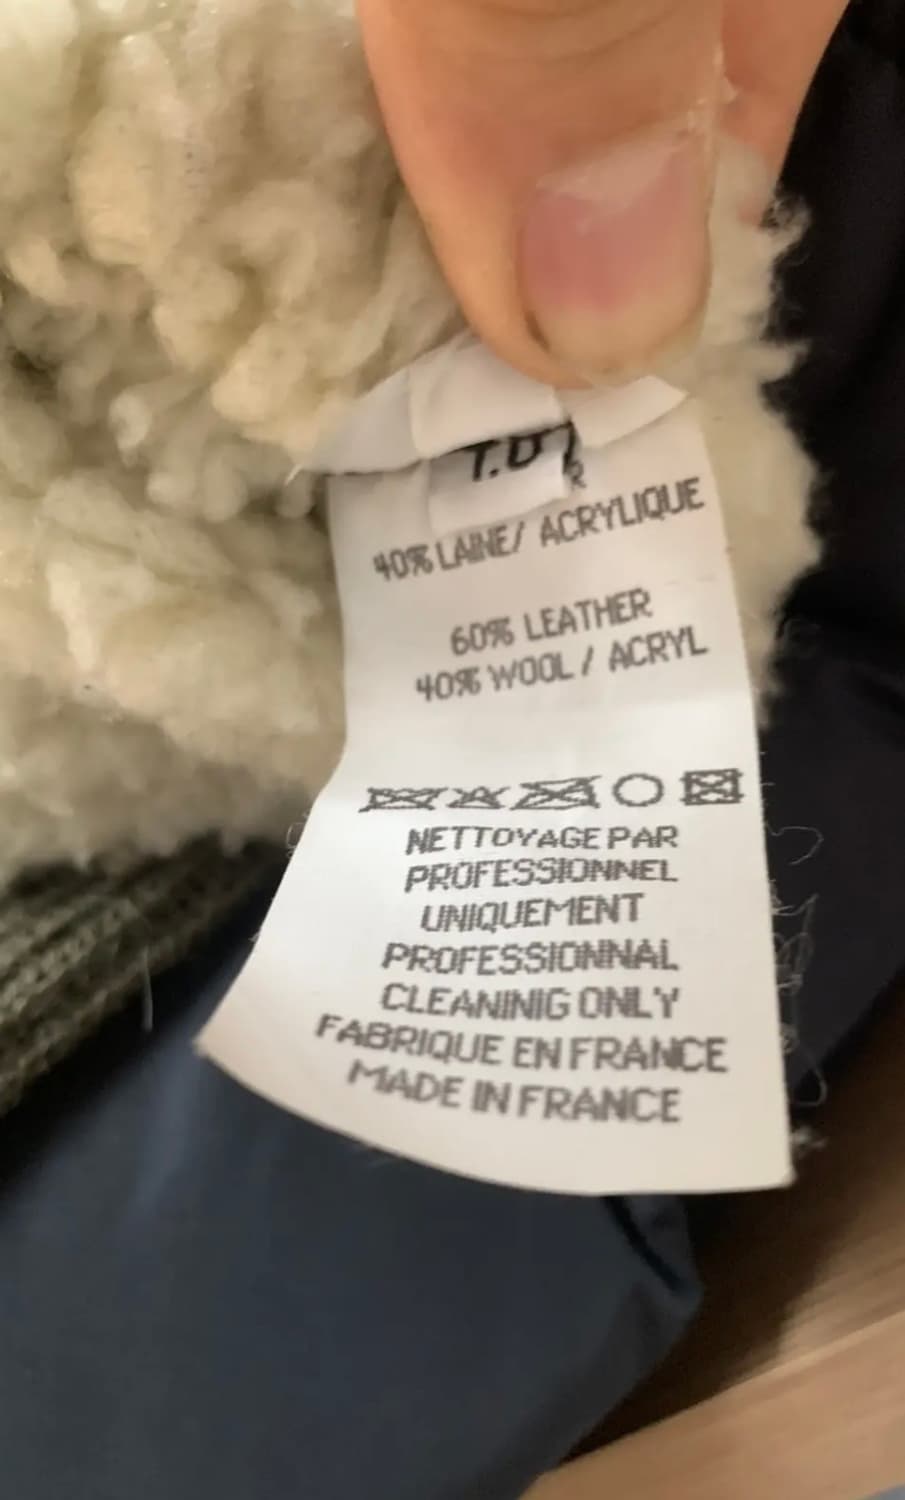 T.D
40% LAINE/ ACRYLIQUE
60% LEATHER
40% WOOL / ACRYL
NETTOYAGE PAR
PROFESSIONNEL
UNIQUEMENT
PROFESSIONNAL
CLEANINIG ONLY
FABRIQUE EN FRANCE
MADE IN FRANCE